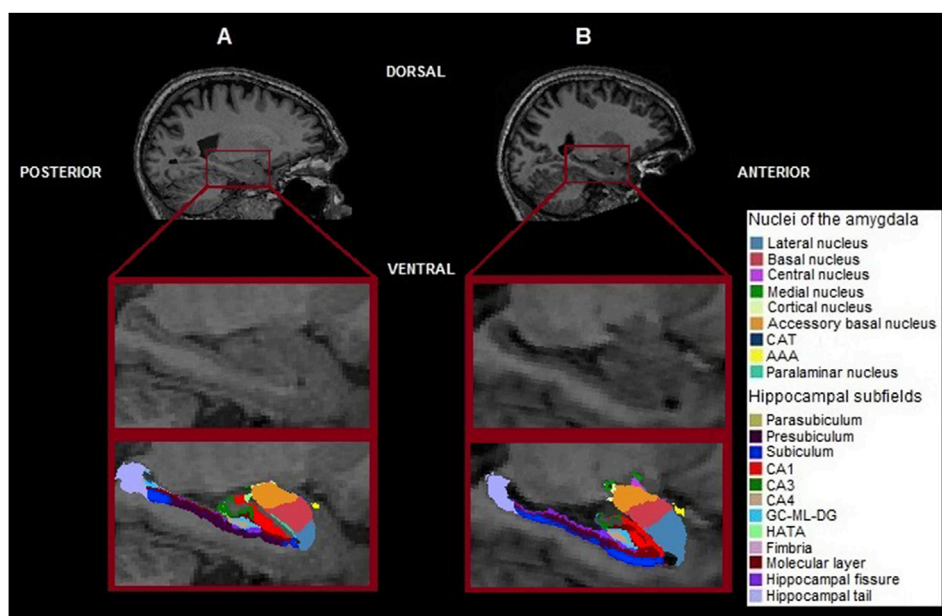 A
B
DORSAL
POSTERIOR
ANTERIOR
VENTRAL
Nuclei of the amygdala
Lateral nucleus
Basal nucleus
Central nucleus
Medial nucleus
Cortical nucleus
Accessory basal nucleus
CAT
AAA
Paralaminar nucleus
Hippocampal subfields
Parasubiculum
Presubiculum
Subiculum
CA1
CA3
CA4
GC-ML-DG
HATA
Fimbria
Molecular layer
Hippocampal fissure
Hippocampal tail